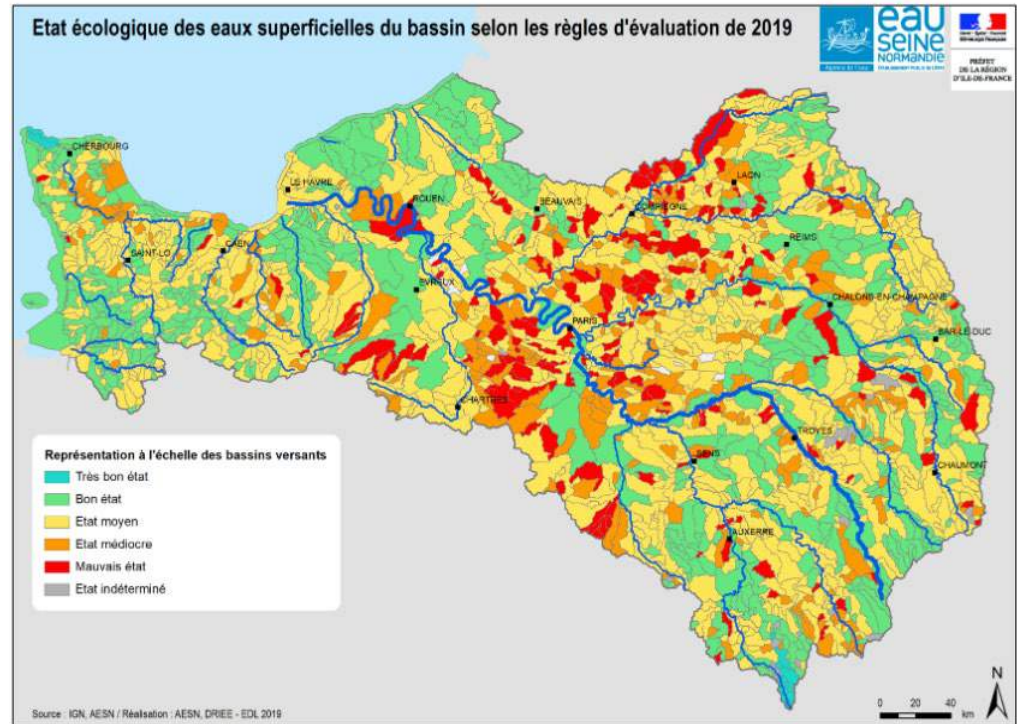 Etat écologique des eaux superficielles du bassin selon les règles d'évaluation de 2019
eau
SEINE
NORMANDIE
Agence de l'eau
PRÉFET
DE LA RÉGION
D'ILE-DE-FRANCE
CHERBOURG
LE HAVRE
ROUEN
BEAUVAIS
LAON
COMPIEGNE
SAINT-LO
CAEN
EVREUX
REIMS
CHALONS-EN-CHAMPAGNE
PARIS
BAR-LE-DUC
CHARTRES
TROYES
SENS
CHAUMONT
AUXERRE
Représentation à l'échelle des bassins versants
Très bon état
Bon état
Etat moyen
Etat médiocre
Mauvais état
Etat indéterminé
N
0 20 40
km
Source : IGN, AESN / Réalisation : AESN, DRIEE - EDL 2019